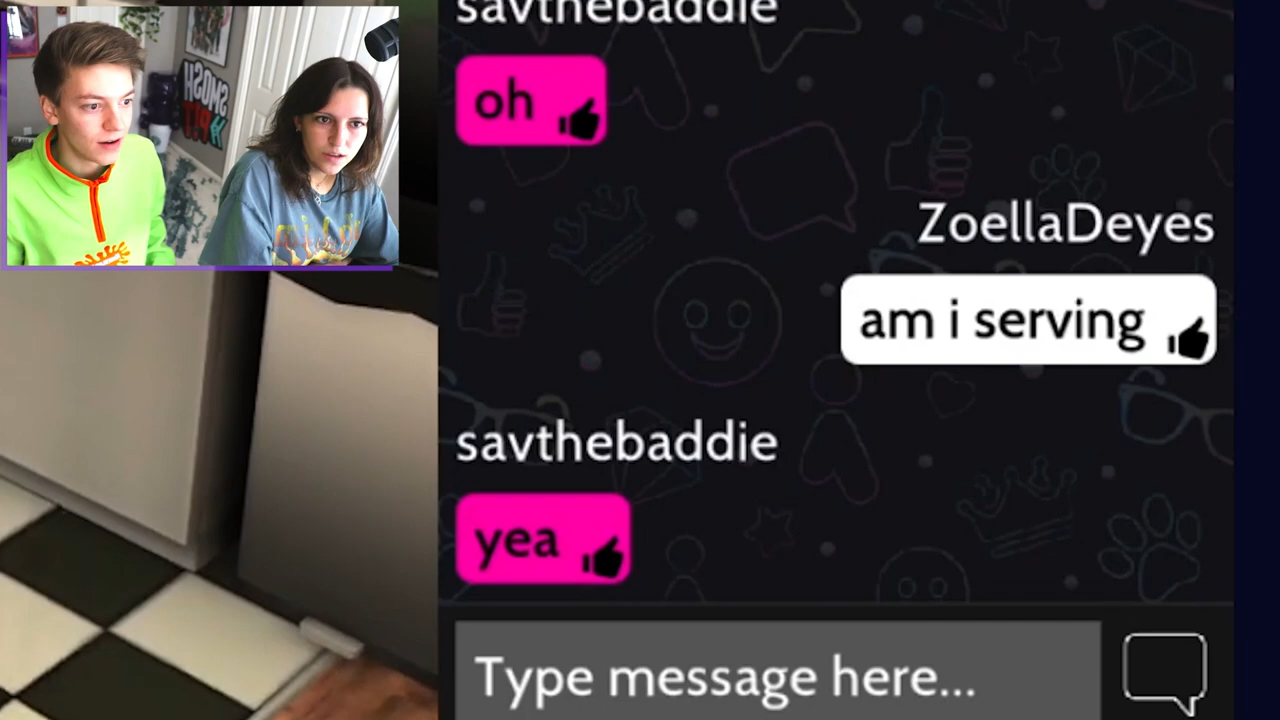 savthebaddie
oh
ZoellaDeyes
am i serving
savthebaddie
yea
Type message here...